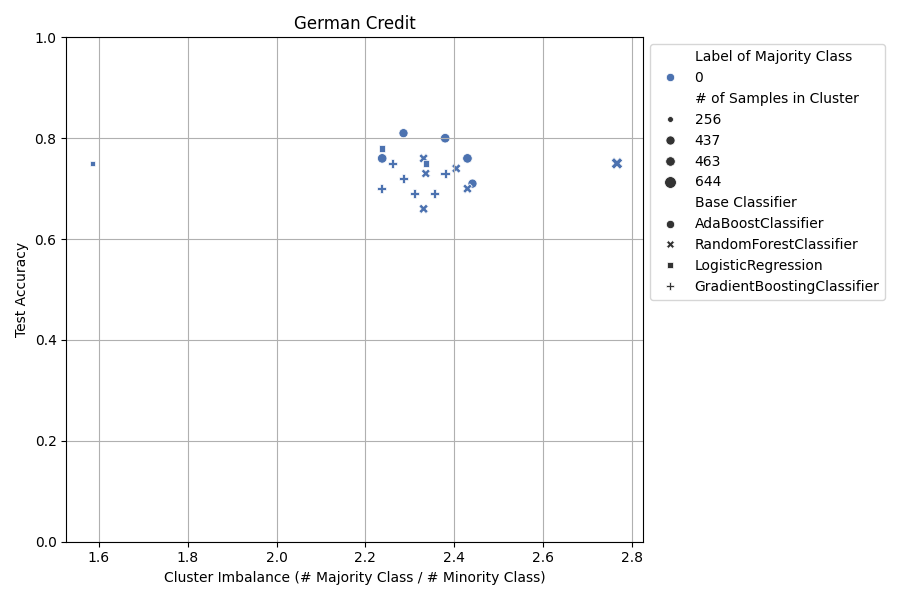 German Credit
1.0
0.8
0.6
0.4
0.2
0.0
Test Accuracy
1.6
1.8
2.0
2.2
2.4
2.6
2.8
Cluster Imbalance (# Majority Class / # Minority Class)
Label of Majority Class
0
# of Samples in Cluster
256
437
463
644
Base Classifier
AdaBoostClassifier
RandomForestClassifier
LogisticRegression
GradientBoostingClassifier